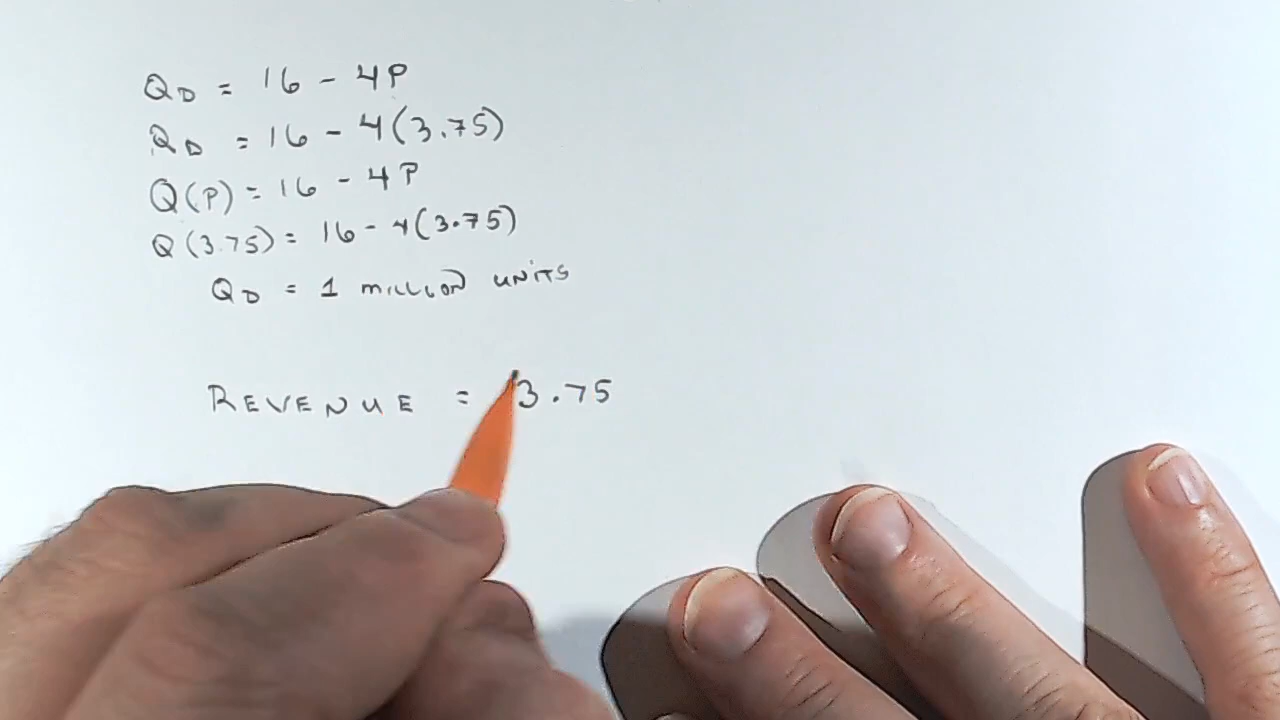 QD = 16 - 4P
QD = 16 - 4(3.75)
Q(P) = 16 - 4P
Q(3.75) = 16 - 4(3.75)
QD = 1 MILLION UNITS
REVENUE = 3.75